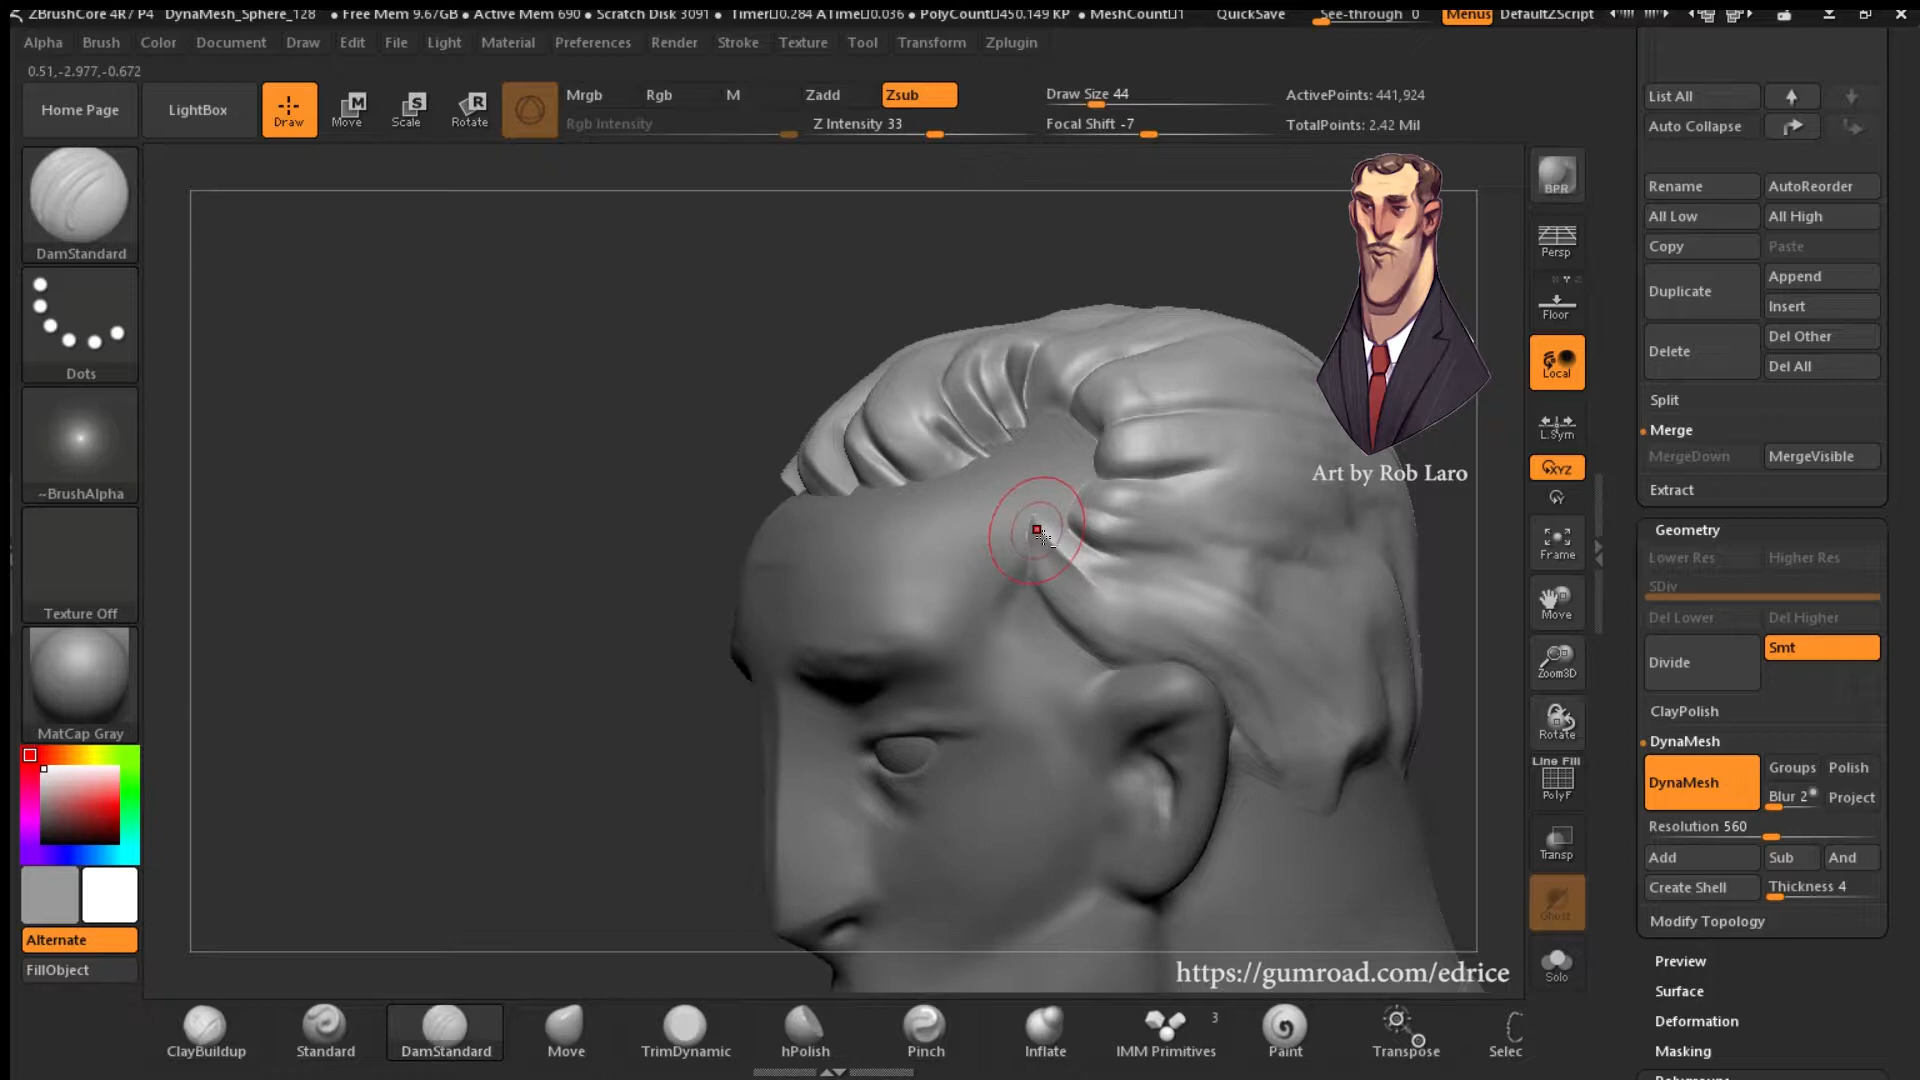 ZBrushCore 4R7 P4 DynaMesh_Sphere_128 ● Free Mem 9.67GB ● Active Mem 690 ● Scratch Disk 3091 ● Timer▯0.284 ATime▯0.036 ● PolyCount▯450.149 KP ● MeshCount▯1 QuickSave See-through 0 Menus DefaultZScript
Alpha Brush Color Document Draw Edit File Light Material Preferences Render Stroke Texture Tool Transform Zplugin
0.51,-2.977,-0.672
Home Page LightBox Draw Move Scale Rotate
M S R
Mrgb Rgb M Zadd Zsub
Rgb Intensity Z Intensity 33
Draw Size 44
Focal Shift -7
ActivePoints: 441,924
TotalPoints: 2.42 Mil
DamStandard
Dots
~BrushAlpha
Texture Off
MatCap Gray
Alternate
FillObject
Art by Rob Laro
https://gumroad.com/edrice
BPR
Persp
Floor
Local
L.Sym
XYZ
Frame
Move
Zoom3D
Rotate
Line Fill
PolyF
Transp
Ghost
Solo
List All
Auto Collapse
Rename AutoReorder
All Low All High
Copy Paste
Duplicate Append
Insert
Delete Del Other
Del All
Split
Merge
MergeDown MergeVisible
Extract
Geometry
Lower Res Higher Res
SDiv
Del Lower Del Higher
Divide Smt
ClayPolish
DynaMesh
DynaMesh Groups Polish
Blur 2 Project
Resolution 560
Add Sub And
Create Shell Thickness 4
Modify Topology
Preview
Surface
Deformation
Masking
ClayBuildup Standard DamStandard Move TrimDynamic hPolish Pinch Inflate IMM Primitives 3 Paint Transpose Selec